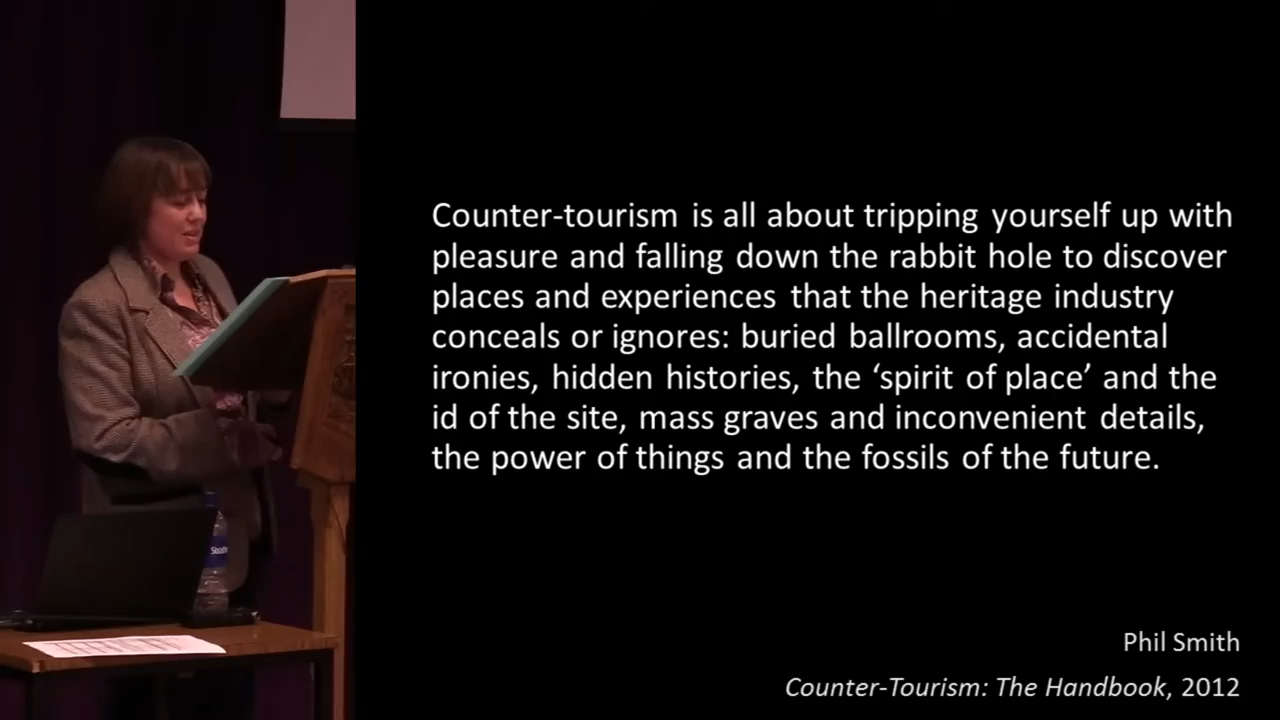 Counter-tourism is all about tripping yourself up with
pleasure and falling down the rabbit hole to discover
places and experiences that the heritage industry
conceals or ignores: buried ballrooms, accidental
ironies, hidden histories, the ‘spirit of place’ and the
id of the site, mass graves and inconvenient details,
the power of things and the fossils of the future.
Phil Smith
Counter-Tourism: The Handbook, 2012